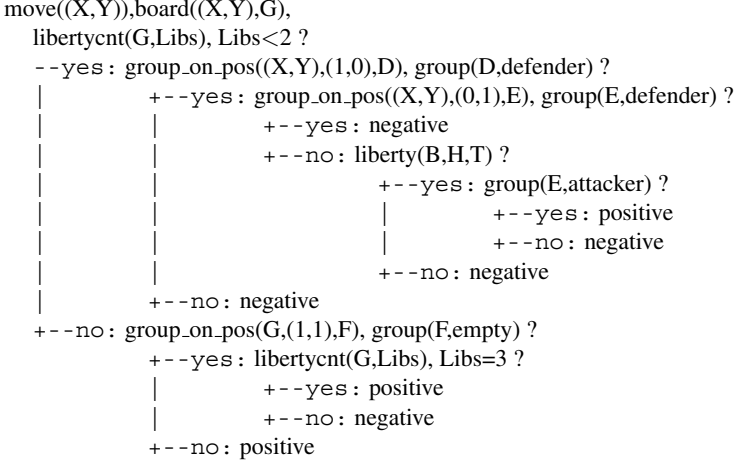 move((X,Y)),board((X,Y),G),
libertycnt(G,Libs), Libs<2 ?
--yes: group_on_pos((X,Y),(1,0),D), group(D,defender) ?
| +--yes: group_on_pos((X,Y),(0,1),E), group(E,defender) ?
| | +--yes: negative
| | +--no: liberty(B,H,T) ?
| | +--yes: group(E,attacker) ?
| | | +--yes: positive
| | | +--no: negative
| | +--no: negative
| +--no: negative
+--no: group_on_pos(G,(1,1),F), group(F,empty) ?
+--yes: libertycnt(G,Libs), Libs=3 ?
| +--yes: positive
| +--no: negative
+--no: positive